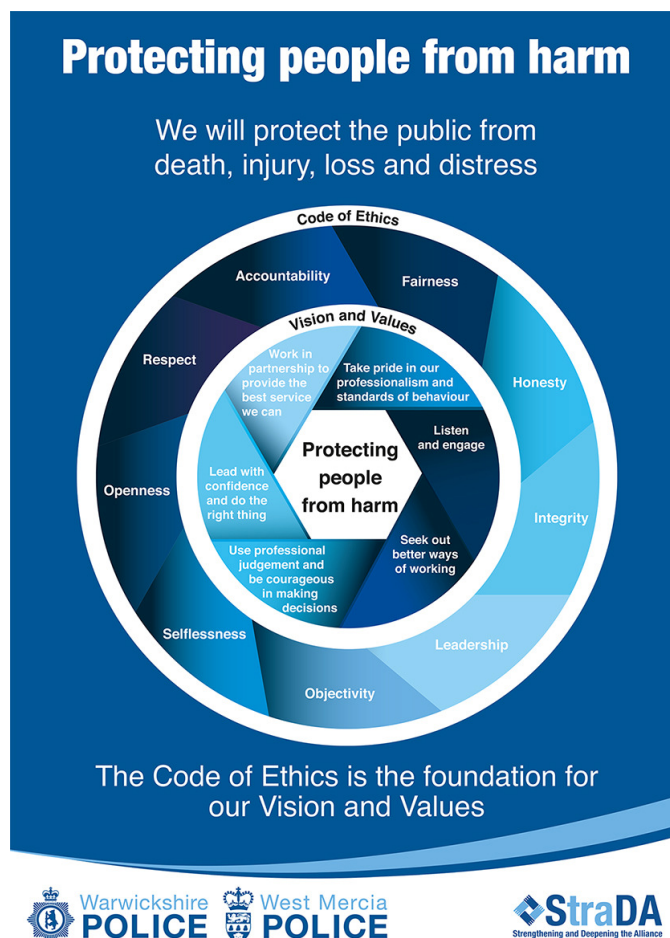 Protecting people from harm
We will protect the public from
death, injury, loss and distress
Code of Ethics
Accountability
Fairness
Honesty
Integrity
Leadership
Objectivity
Selflessness
Openness
Respect
Vision and Values
Work in
partnership to
provide the
best service
we can
Take pride in our
professionalism and
standards of behaviour
Listen
and engage
Seek out
better ways
of working
Use professional
judgement and
be courageous
in making
decisions
Lead with
confidence
and do the
right thing
Protecting
people
from harm
The Code of Ethics is the foundation for
our Vision and Values
Warwickshire
POLICE
West Mercia
POLICE
StraDA
Strengthening and Deepening the Alliance